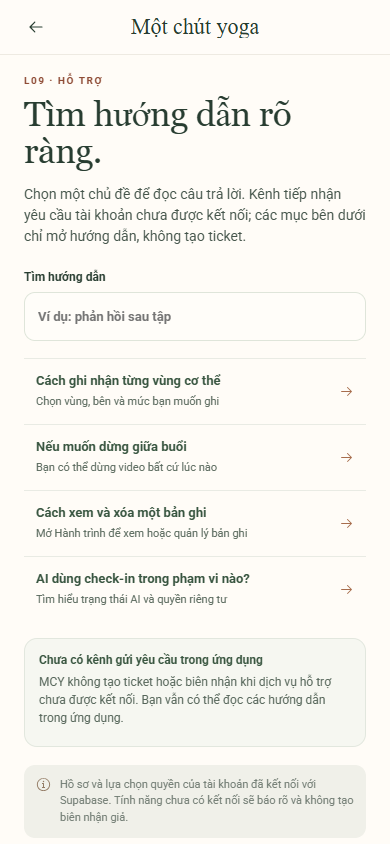 Một chút yoga
L09 · HỖ TRỢ
Tìm hướng dẫn rõ
ràng.
Chọn một chủ đề để đọc câu trả lời. Kênh tiếp nhận
yêu cầu tài khoản chưa được kết nối; các mục bên dưới
chỉ mở hướng dẫn, không tạo ticket.
Tìm hướng dẫn
Ví dụ: phản hồi sau tập
Cách ghi nhận từng vùng cơ thể
Chọn vùng, bên và mức bạn muốn ghi
Nếu muốn dừng giữa buổi
Bạn có thể dừng video bất cứ lúc nào
Cách xem và xóa một bản ghi
Mở Hành trình để xem hoặc quản lý bản ghi
AI dùng check-in trong phạm vi nào?
Tìm hiểu trạng thái AI và quyền riêng tư
Chưa có kênh gửi yêu cầu trong ứng dụng
MCY không tạo ticket hoặc biên nhận khi dịch vụ hỗ trợ
chưa được kết nối. Bạn vẫn có thể đọc các hướng dẫn
trong ứng dụng.
Hồ sơ và lựa chọn quyền của tài khoản đã kết nối với
Supabase. Tính năng chưa có kết nối sẽ báo rõ và không tạo
biên nhận giả.